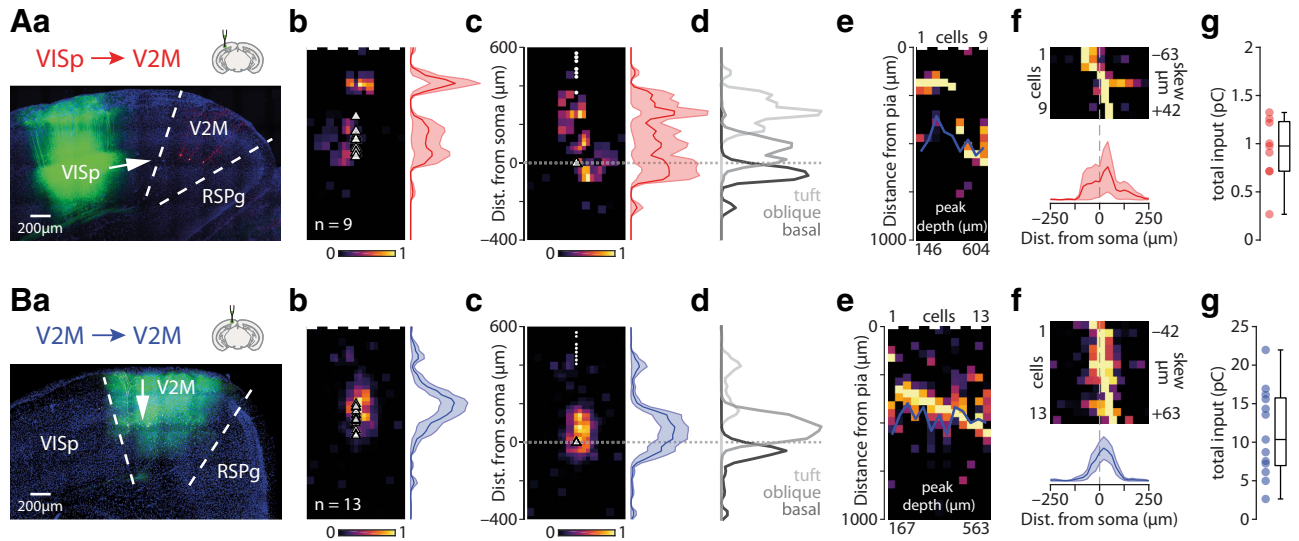 Aa
VISp → V2M
V2M
VISp
RSPg
200µm
b
n = 9
0 1
c
Dist. from soma (µm)
600
0
−400
0 1
d
tuft
oblique
basal
e
1 cells 9
0
Distance from pia (µm)
1000
peak
depth (µm)
146 604
f
1
cells
9
−63
skew
µm
+42
−250 0 250
Dist. from soma (µm)
g
total input (pC)
2
1.5
1
0.5
0
Ba
V2M → V2M
V2M
VISp
RSPg
200µm
b
n = 13
0 1
c
Dist. from soma (µm)
600
0
−400
0 1
d
tuft
oblique
basal
e
1 cells 13
0
Distance from pia (µm)
1000
peak
depth (µm)
167 563
f
1
cells
13
−42
skew
µm
+63
−250 0 250
Dist. from soma (µm)
g
total input (pC)
25
20
15
10
5
0